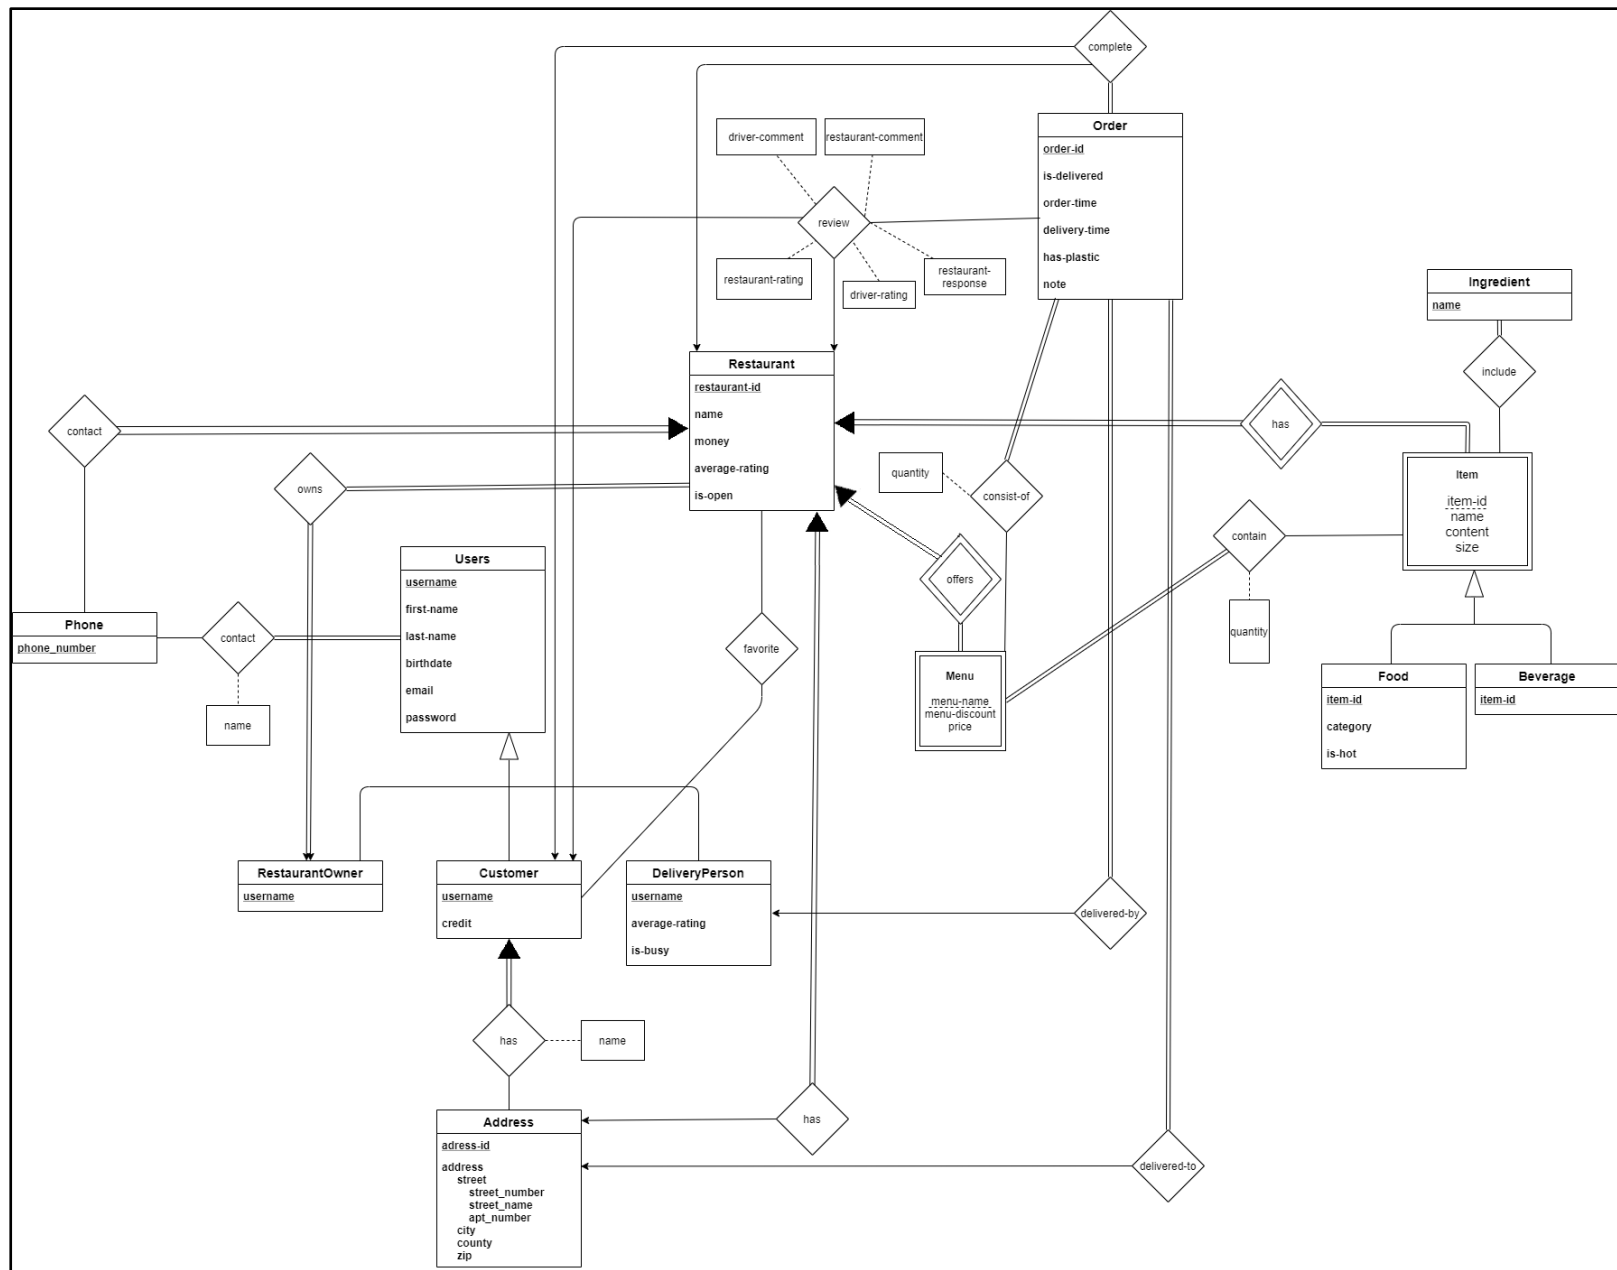 complete
Order
order-id
is-delivered
order-time
delivery-time
has-plastic
note
driver-comment
restaurant-comment
review
restaurant-rating
driver-rating
restaurant-
response
Ingredient
name
include
Restaurant
restaurant-id
name
money
average-rating
is-open
contact
owns
has
quantity
consist-of
Item
item-id
name
content
size
contain
quantity
offers
Users
username
first-name
last-name
birthdate
email
password
Phone
phone_number
contact
name
favorite
Menu
menu-name
menu-discount
price
Food
item-id
category
is-hot
Beverage
item-id
RestaurantOwner
username
Customer
username
credit
DeliveryPerson
username
average-rating
is-busy
delivered-by
has
name
has
delivered-to
Address
adress-id
address
street
street_number
street_name
apt_number
city
county
zip